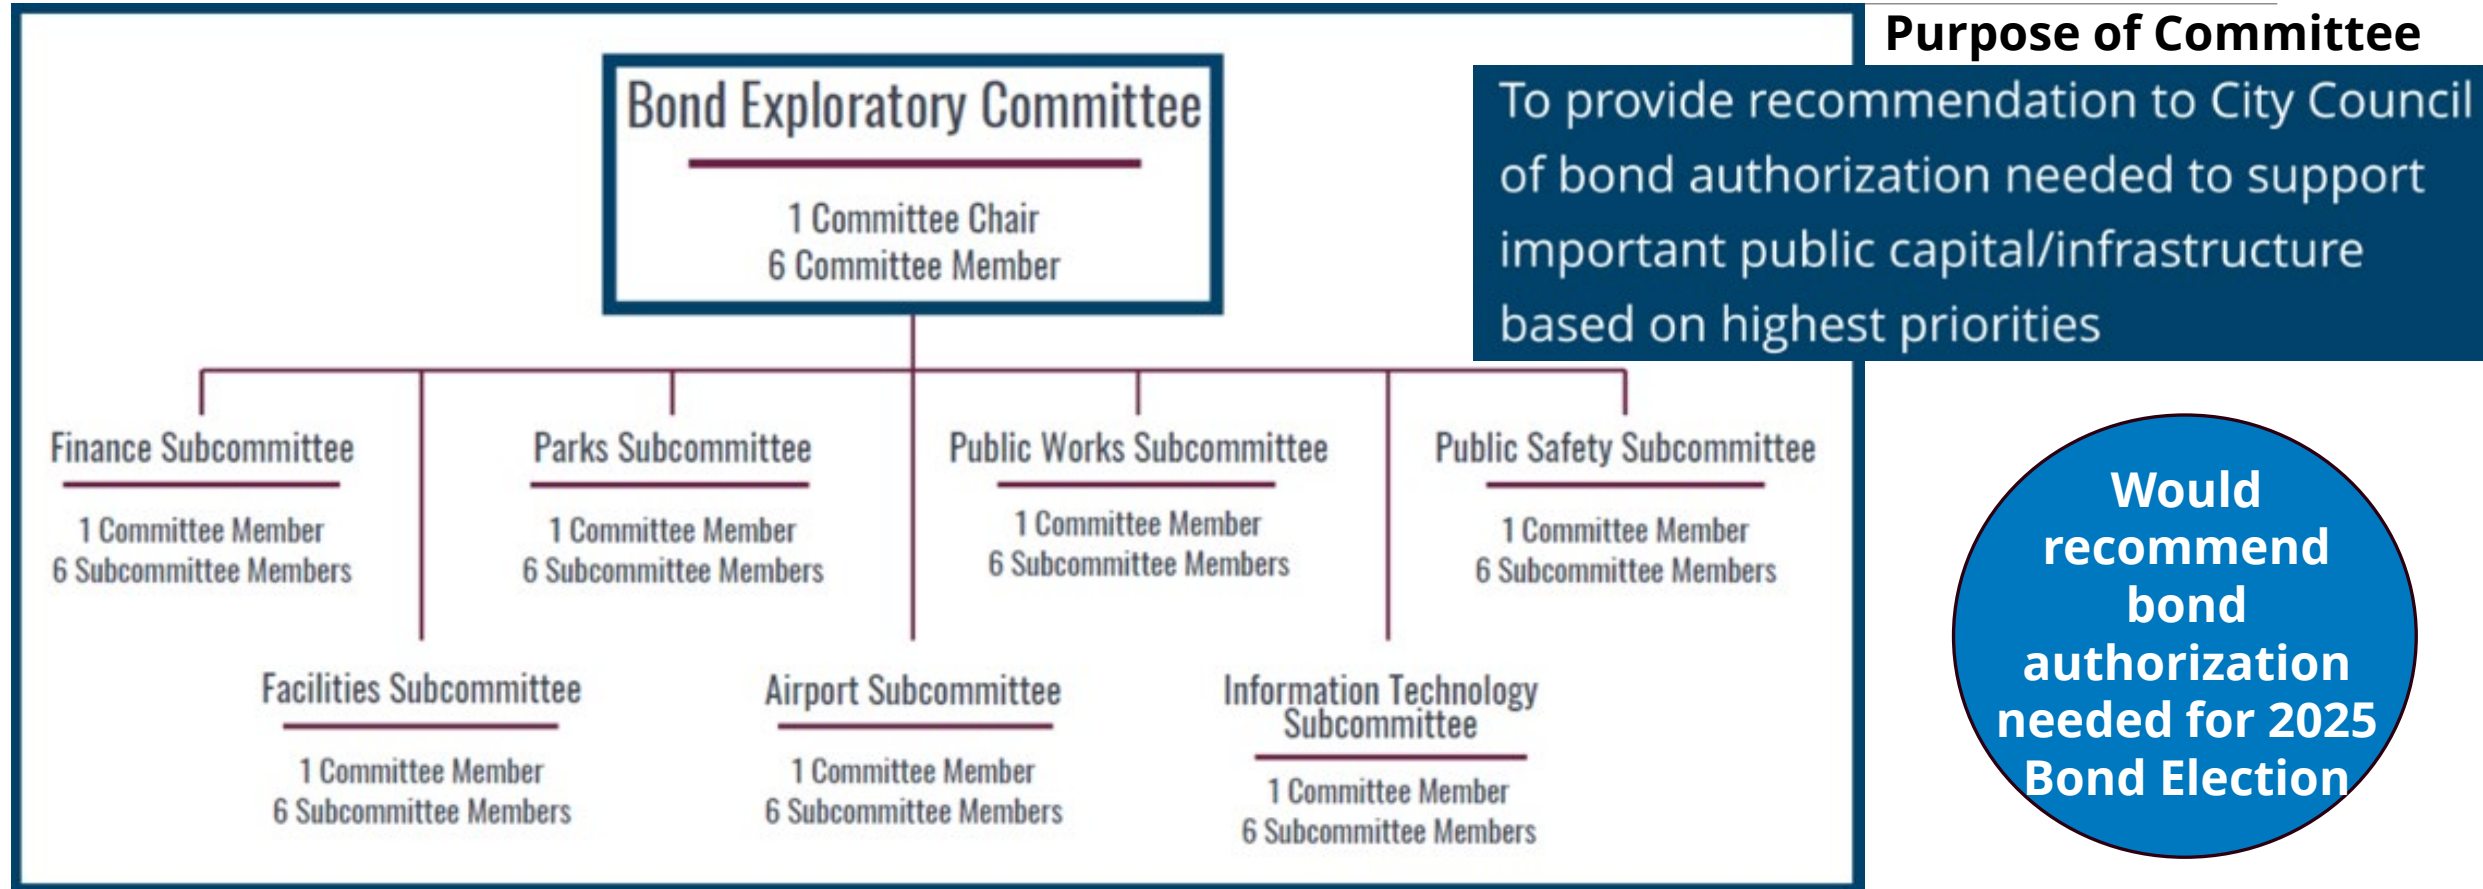 Purpose of Committee
To provide recommendation to City Council
of bond authorization needed to support
important public capital/infrastructure
based on highest priorities
Bond Exploratory Committee
1 Committee Chair
6 Committee Member
Finance Subcommittee
1 Committee Member
6 Subcommittee Members
Parks Subcommittee
1 Committee Member
6 Subcommittee Members
Public Works Subcommittee
1 Committee Member
6 Subcommittee Members
Public Safety Subcommittee
1 Committee Member
6 Subcommittee Members
Facilities Subcommittee
1 Committee Member
6 Subcommittee Members
Airport Subcommittee
1 Committee Member
6 Subcommittee Members
Information Technology
Subcommittee
1 Committee Member
6 Subcommittee Members
Would
recommend
bond
authorization
needed for 2025
Bond Election